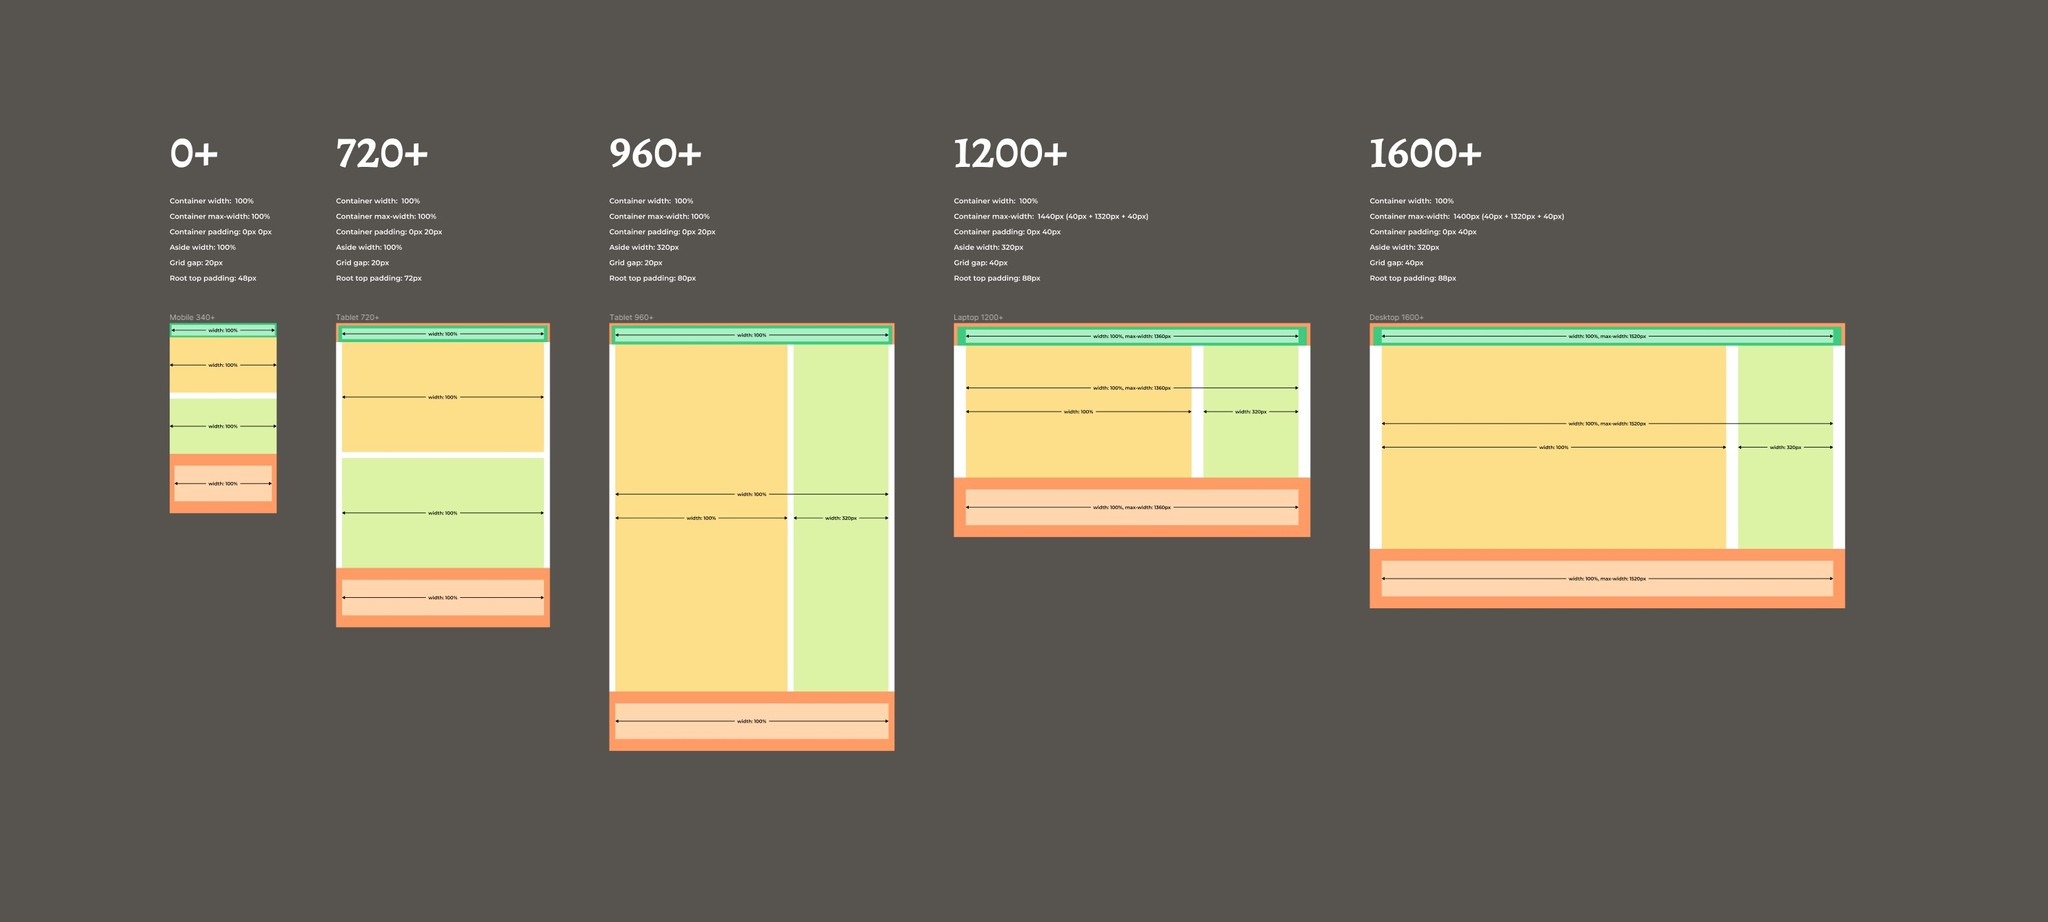 0+
Container width: 100%
Container max-width: 100%
Container padding: 0px 0px
Aside width: 100%
Grid gap: 20px
Root top padding: 48px
Mobile 340+
width: 100%
width: 100%
width: 100%
width: 100%
720+
Container width: 100%
Container max-width: 100%
Container padding: 0px 20px
Aside width: 100%
Grid gap: 20px
Root top padding: 72px
Tablet 720+
width: 100%
width: 100%
width: 100%
width: 100%
960+
Container width: 100%
Container max-width: 100%
Container padding: 0px 20px
Aside width: 320px
Grid gap: 20px
Root top padding: 80px
Tablet 960+
width: 100%
width: 100%
width: 100%
width: 320px
width: 100%
1200+
Container width: 100%
Container max-width: 1440px (40px + 1320px + 40px)
Container padding: 0px 40px
Aside width: 320px
Grid gap: 40px
Root top padding: 88px
Laptop 1200+
width: 100%, max-width: 1360px
width: 100%, max-width: 1360px
width: 100%
width: 320px
width: 100%, max-width: 1360px
1600+
Container width: 100%
Container max-width: 1400px (40px + 1320px + 40px)
Container padding: 0px 40px
Aside width: 320px
Grid gap: 40px
Root top padding: 88px
Desktop 1600+
width: 100%, max-width: 1520px
width: 100%, max-width: 1520px
width: 100%
width: 320px
width: 100%, max-width: 1520px